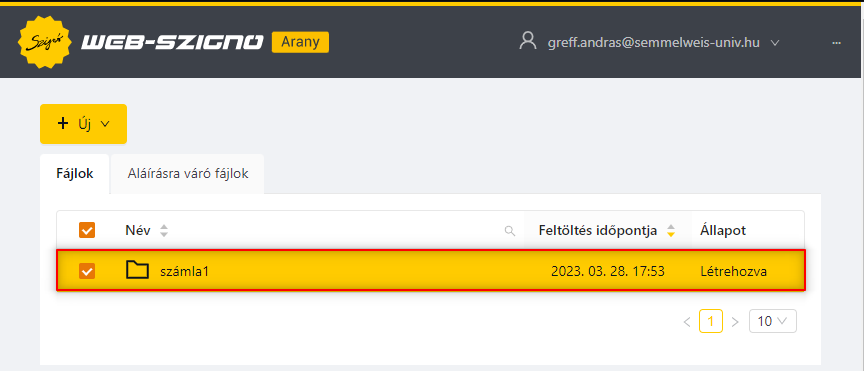 Szignó WEB-SZIGNO Arany greff.andras@semmelweis-univ.hu ...
+ Új
Fájlok Aláírásra váró fájlok
Név Feltöltés időpontja Állapot
számla1 2023. 03. 28. 17:53 Létrehozva
< 1 > 10